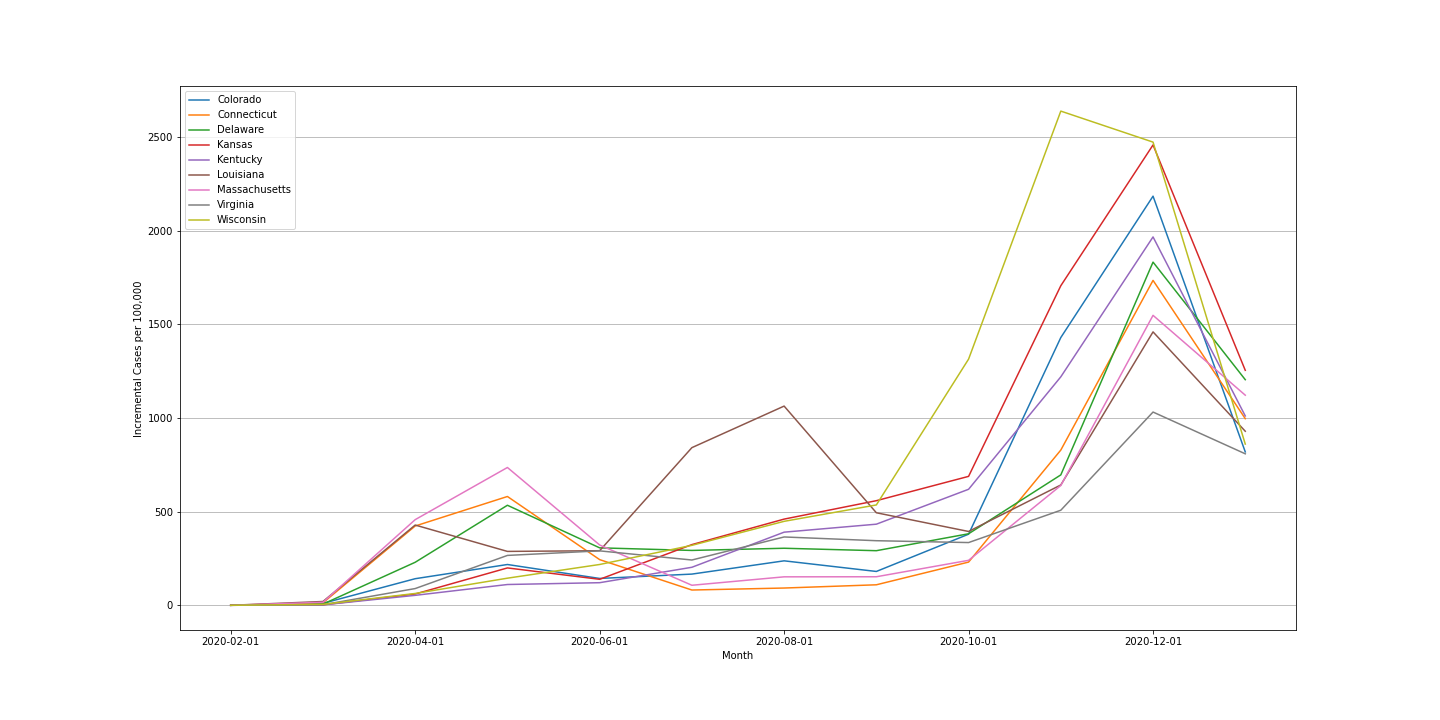 Colorado
Connecticut
Delaware
Kansas
Kentucky
Louisiana
Massachusetts
Virginia
Wisconsin
2500
2000
1500
1000
500
0
Incremental Cases per 100,000
2020-02-01 2020-04-01 2020-06-01 2020-08-01 2020-10-01 2020-12-01
Month